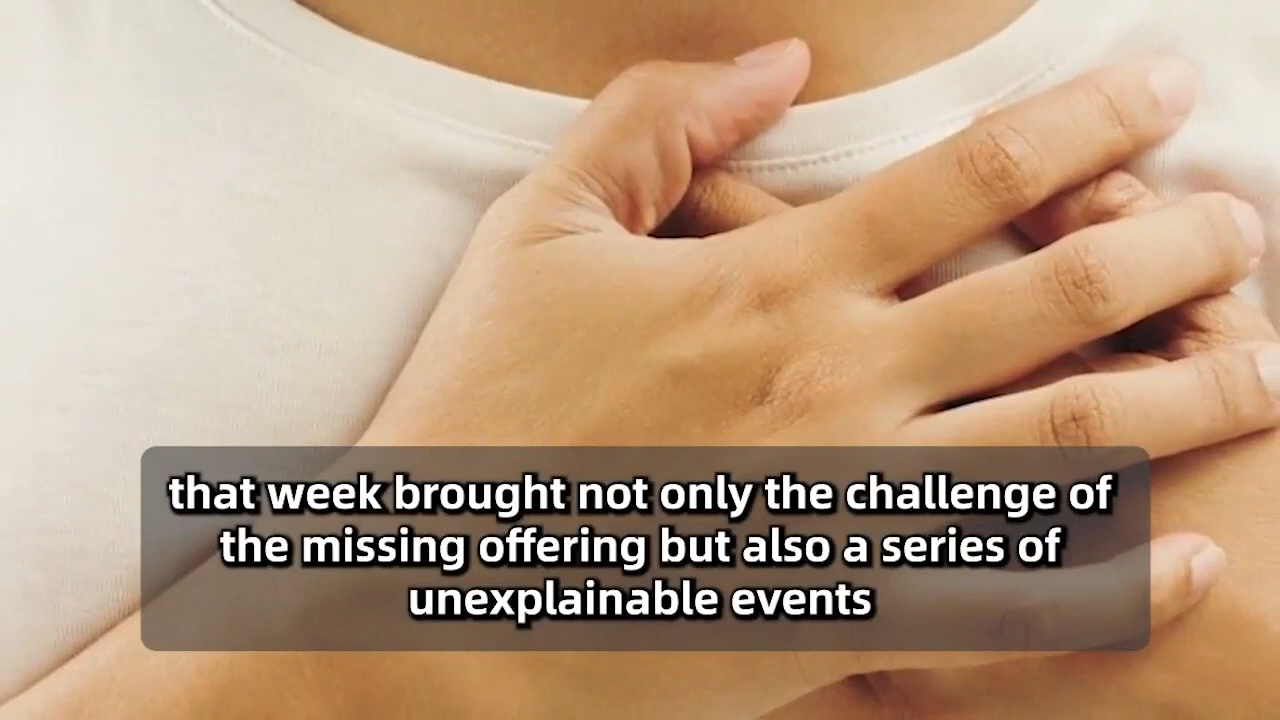 that week brought not only the challenge of
the missing offering but also a series of
unexplainable events